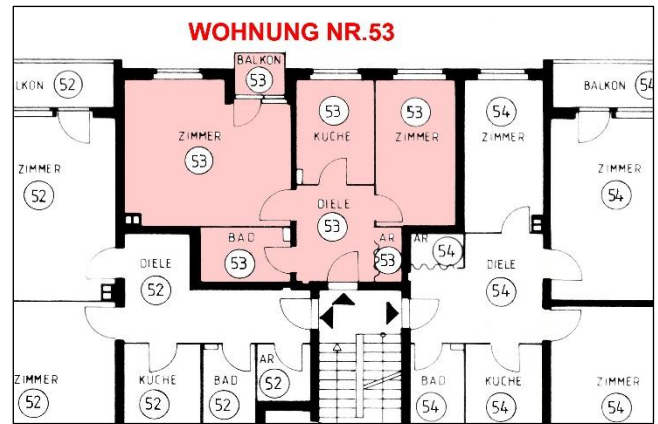 WOHNUNG NR.53
BALKON
53
LKON 52
BALKON 54
ZIMMER
53
53
KUCHE
53
ZIMMER
54
ZIMMER
ZIMMER
52
ZIMMER
54
DIELE
53
BAD
53
AR
53
AR
54
DIELE
52
DIELE
54
ZIMMER
52
KUCHE
52
BAD
52
AR
52
BAD
54
KUCHE
54
ZIMMER
54